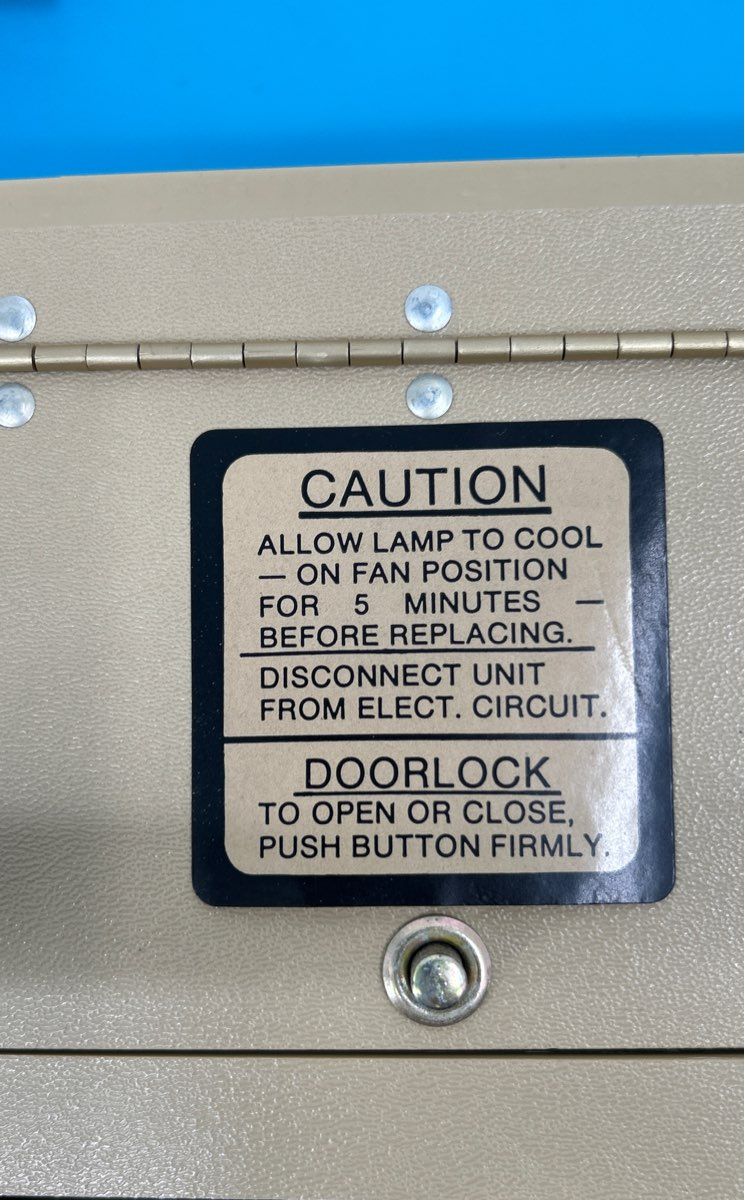 CAUTION
ALLOW LAMP TO COOL
— ON FAN POSITION
FOR 5 MINUTES —
BEFORE REPLACING.
DISCONNECT UNIT
FROM ELECT. CIRCUIT.
DOORLOCK
TO OPEN OR CLOSE,
PUSH BUTTON FIRMLY.